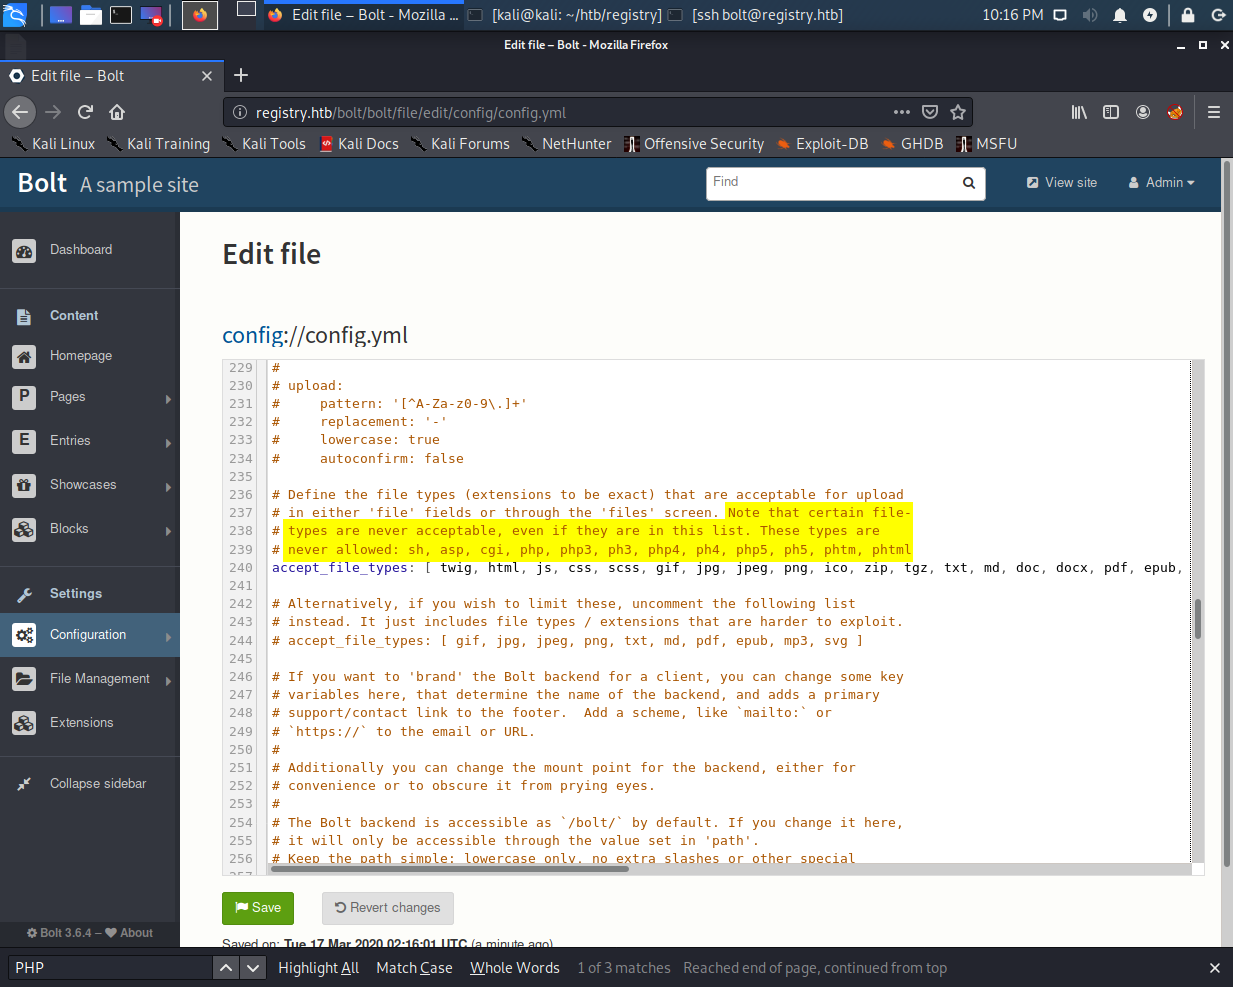 Edit file – Bolt - Mozilla ...
[kali@kali: ~/htb/registry]
[ssh bolt@registry.htb]
10:16 PM
Edit file – Bolt - Mozilla Firefox
Edit file – Bolt
registry.htb/bolt/bolt/file/edit/config/config.yml
Kali Linux
Kali Training
Kali Tools
Kali Docs
Kali Forums
NetHunter
Offensive Security
Exploit-DB
GHDB
MSFU
Bolt A sample site
Find
View site
Admin
Dashboard
Content
Homepage
P Pages
E Entries
Showcases
Blocks
Settings
Configuration
File Management
Extensions
Collapse sidebar
Bolt 3.6.4 – About
Edit file
config://config.yml
229 #
230 # upload:
231 #     pattern: '[^A-Za-z0-9\.]+'
232 #     replacement: '-'
233 #     lowercase: true
234 #     autoconfirm: false
235
236 # Define the file types (extensions to be exact) that are acceptable for upload
237 # in either 'file' fields or through the 'files' screen. Note that certain file-
238 # types are never acceptable, even if they are in this list. These types are
239 # never allowed: sh, asp, cgi, php, php3, ph3, php4, ph4, php5, ph5, phtm, phtml
240 accept_file_types: [ twig, html, js, css, scss, gif, jpg, jpeg, png, ico, zip, tgz, txt, md, doc, docx, pdf, epub,
241
242 # Alternatively, if you wish to limit these, uncomment the following list
243 # instead. It just includes file types / extensions that are harder to exploit.
244 # accept_file_types: [ gif, jpg, jpeg, png, txt, md, pdf, epub, mp3, svg ]
245
246 # If you want to 'brand' the Bolt backend for a client, you can change some key
247 # variables here, that determine the name of the backend, and adds a primary
248 # support/contact link to the footer.  Add a scheme, like `mailto:` or
249 # `https://` to the email or URL.
250 #
251 # Additionally you can change the mount point for the backend, either for
252 # convenience or to obscure it from prying eyes.
253 #
254 # The Bolt backend is accessible as `/bolt/` by default. If you change it here,
255 # it will only be accessible through the value set in 'path'.
256 # Keep the path simple: lowercase only, no extra slashes or other special
257
Save
Revert changes
Saved on: Tue 17 Mar 2020 02:16:01 UTC (a minute ago)
PHP
Highlight All
Match Case
Whole Words
1 of 3 matches
Reached end of page, continued from top